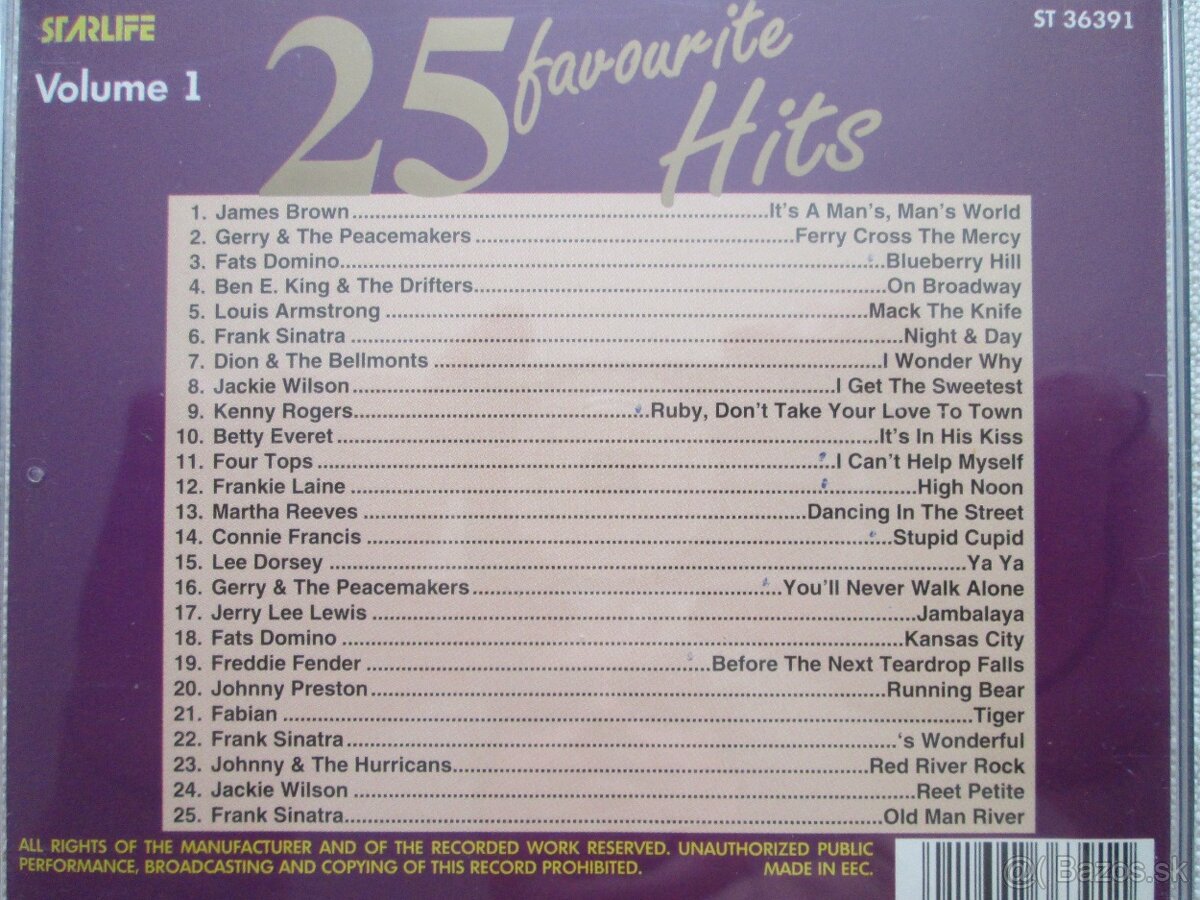 STARLIFE
ST 36391
Volume 1
25 favourite Hits
1. James Brown...It's A Man's, Man's World
2. Gerry & The Peacemakers...Ferry Cross The Mercy
3. Fats Domino...Blueberry Hill
4. Ben E. King & The Drifters...On Broadway
5. Louis Armstrong...Mack The Knife
6. Frank Sinatra...Night & Day
7. Dion & The Bellmonts...I Wonder Why
8. Jackie Wilson...I Get The Sweetest
9. Kenny Rogers...Ruby, Don't Take Your Love To Town
10. Betty Everet...It's In His Kiss
11. Four Tops...I Can't Help Myself
12. Frankie Laine...High Noon
13. Martha Reeves...Dancing In The Street
14. Connie Francis...Stupid Cupid
15. Lee Dorsey...Ya Ya
16. Gerry & The Peacemakers...You'll Never Walk Alone
17. Jerry Lee Lewis...Jambalaya
18. Fats Domino...Kansas City
19. Freddie Fender...Before The Next Teardrop Falls
20. Johnny Preston...Running Bear
21. Fabian...Tiger
22. Frank Sinatra...'s Wonderful
23. Johnny & The Hurricans...Red River Rock
24. Jackie Wilson...Reet Petite
25. Frank Sinatra...Old Man River
ALL RIGHTS OF THE MANUFACTURER AND OF THE RECORDED WORK RESERVED. UNAUTHORIZED PUBLIC
PERFORMANCE, BROADCASTING AND COPYING OF THIS RECORD PROHIBITED. MADE IN EEC.
@( Bazos.sk